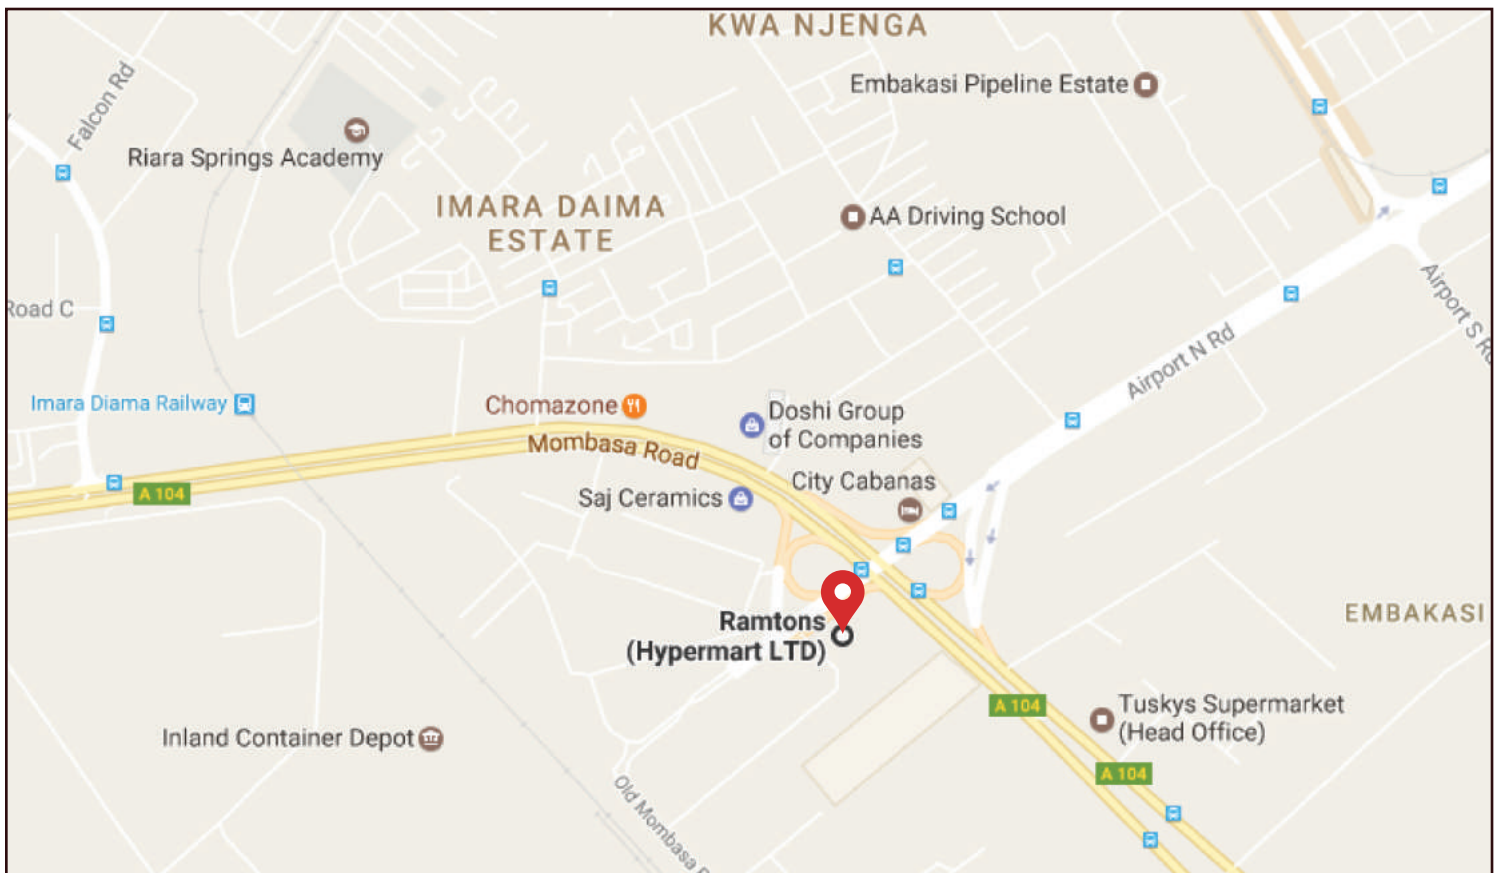 KWA NJENGA
Falcon Rd
Embakasi Pipeline Estate
Riara Springs Academy
IMARA DAIMA
ESTATE
AA Driving School
Airport S
Road C
Airport N Rd
Imara Diama Railway
Chomazone
Doshi Group
of Companies
Mombasa Road
City Cabanas
A 104
Saj Ceramics
Ramtons
(Hypermart LTD)
EMBAKASI
A 104
Tuskys Supermarket
(Head Office)
Inland Container Depot
A 104
Old Mombasa